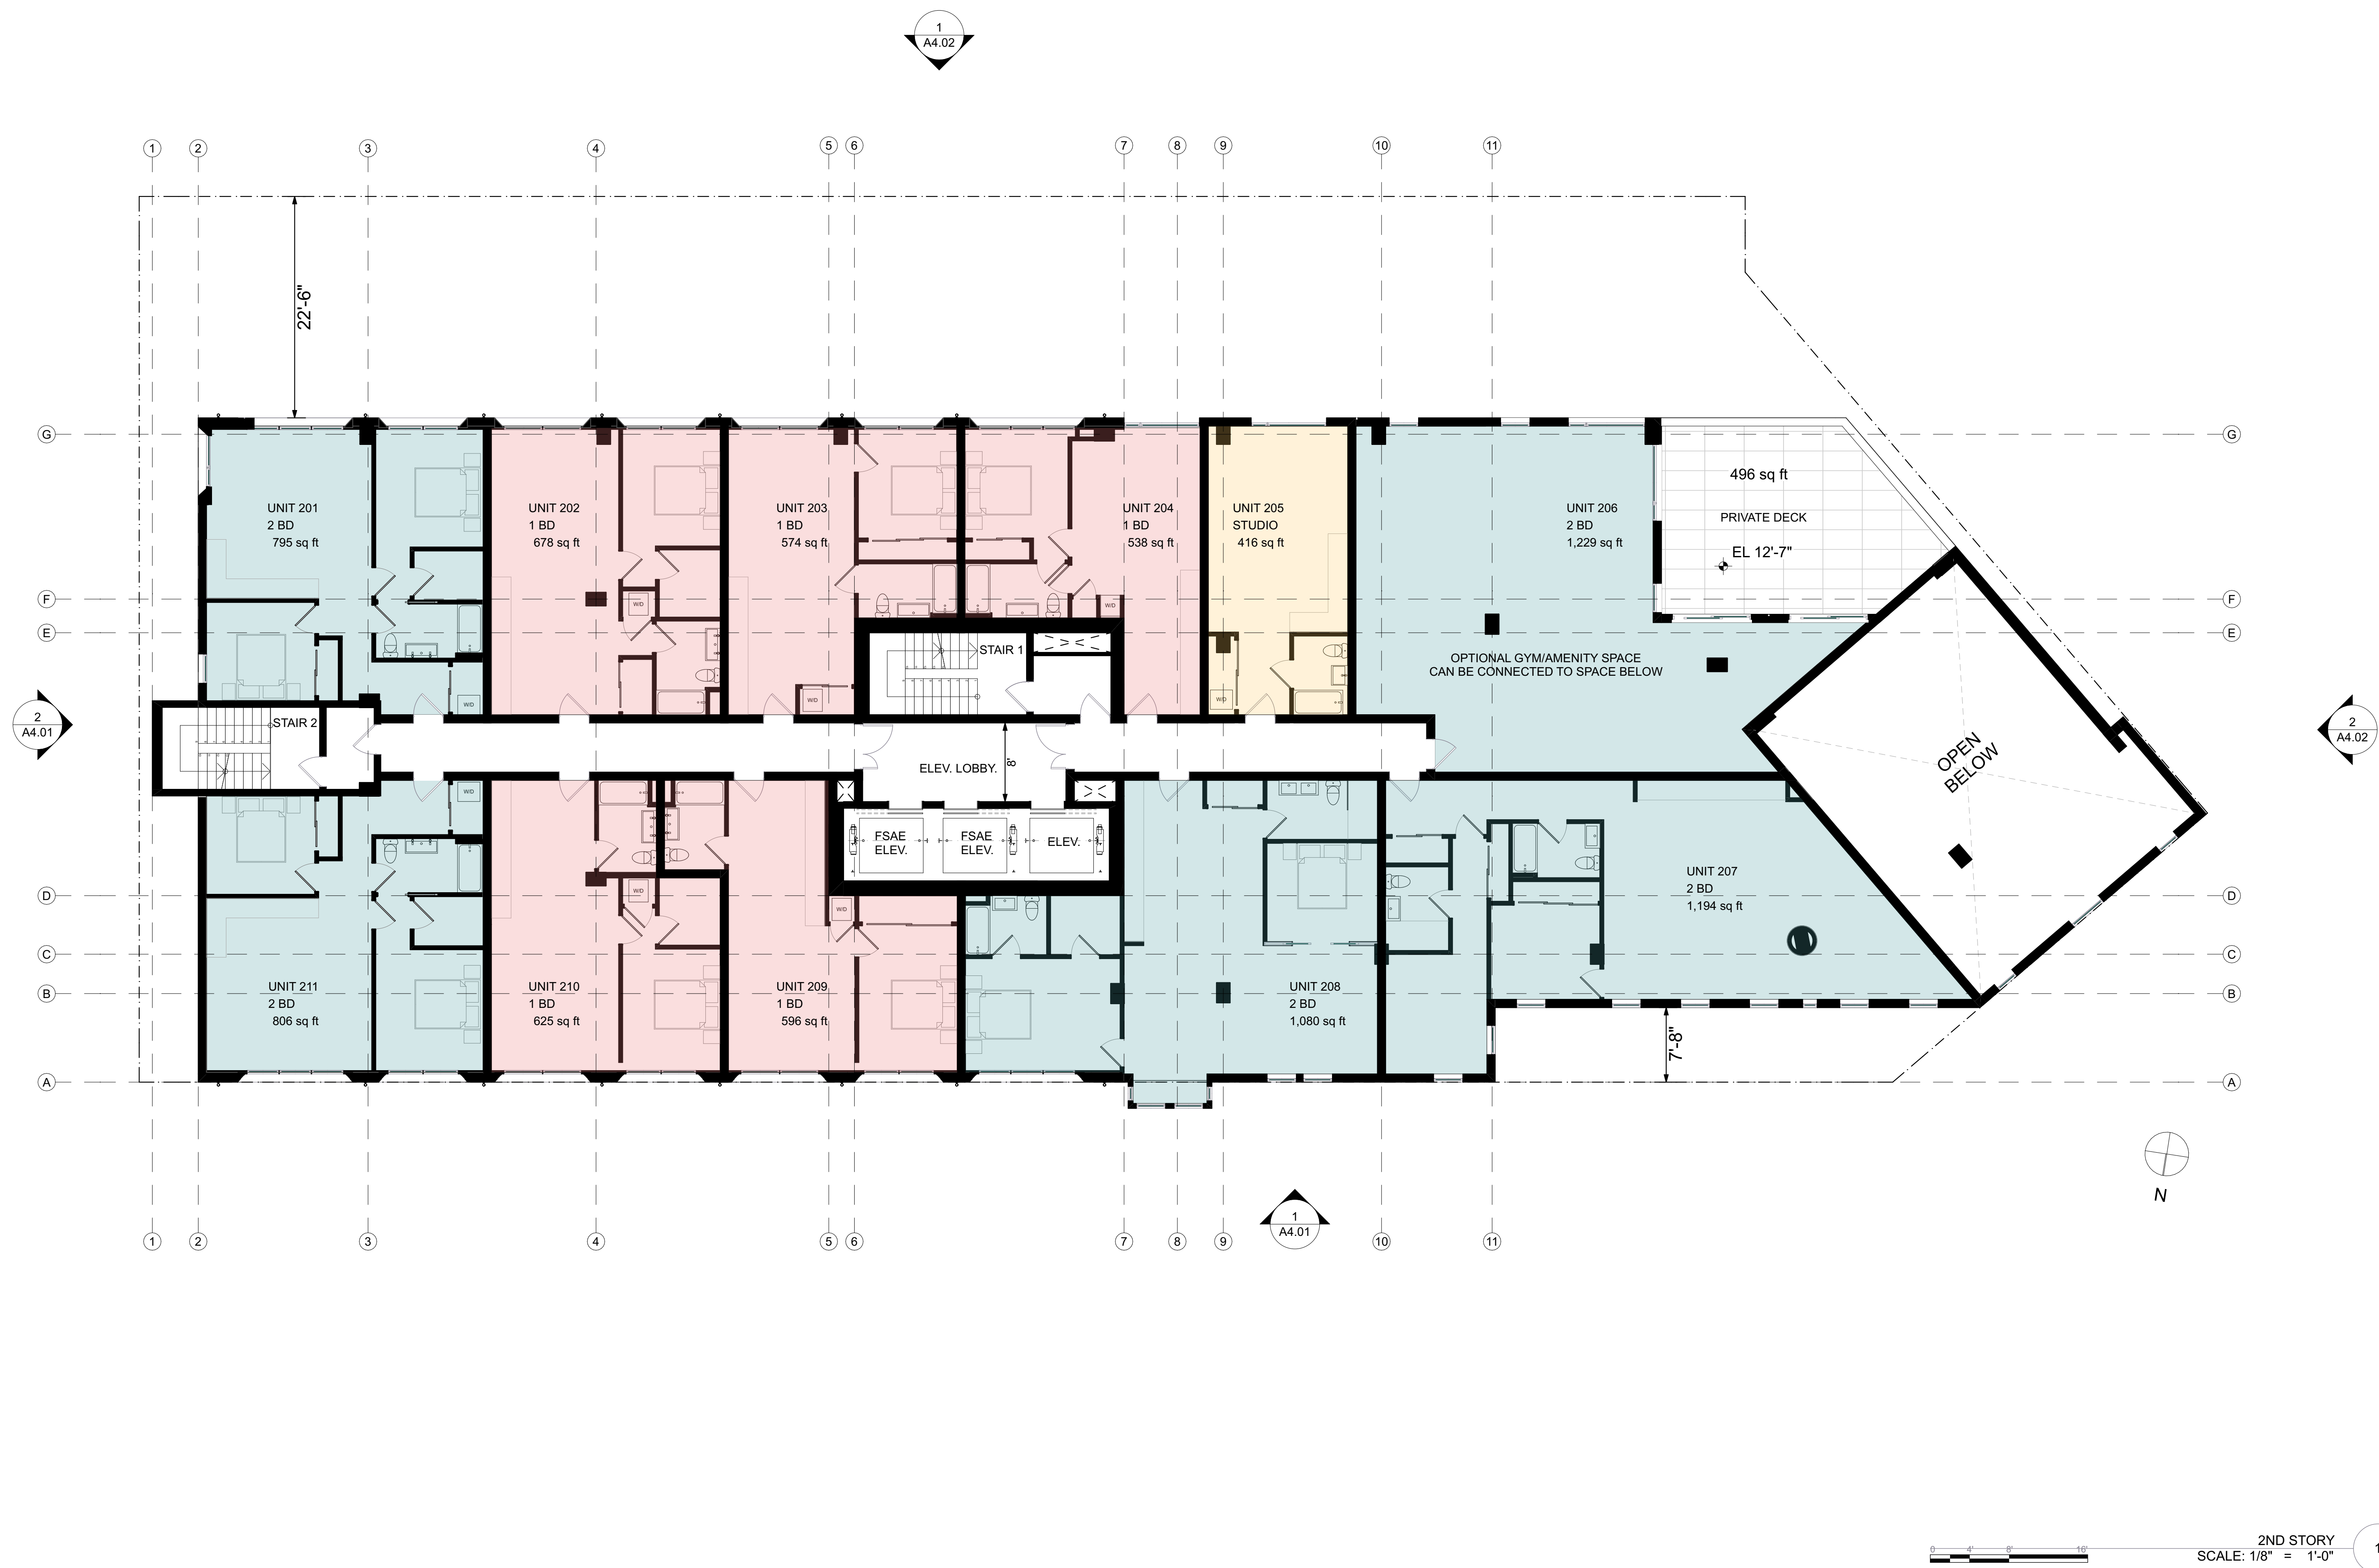 1
A4.02
1
2
3
4
5
6
7
8
9
10
11
22'-6"
G
G
UNIT 201
2 BD
795 sq ft
UNIT 202
1 BD
678 sq ft
UNIT 203
1 BD
574 sq ft
UNIT 204
1 BD
538 sq ft
UNIT 205
STUDIO
416 sq ft
UNIT 206
2 BD
1,229 sq ft
496 sq ft
PRIVATE DECK
EL 12'-7"
F
F
W/D
W/D
E
E
STAIR 1
OPTIONAL GYM/AMENITY SPACE
CAN BE CONNECTED TO SPACE BELOW
W/D
W/D
W/D
2
A4.01
STAIR 2
2
A4.02
ELEV. LOBBY.
8'
OPEN
BELOW
W/D
FSAE
ELEV.
FSAE
ELEV.
ELEV.
UNIT 207
2 BD
1,194 sq ft
D
D
W/D
W/D
C
C
UNIT 211
2 BD
806 sq ft
UNIT 210
1 BD
625 sq ft
UNIT 209
1 BD
596 sq ft
UNIT 208
2 BD
1,080 sq ft
B
B
7'-8"
A
A
N
1
A4.01
1
2
3
4
5
6
7
8
9
10
11
0
4'
8'
16'
2ND STORY
SCALE: 1/8" = 1'-0"
1